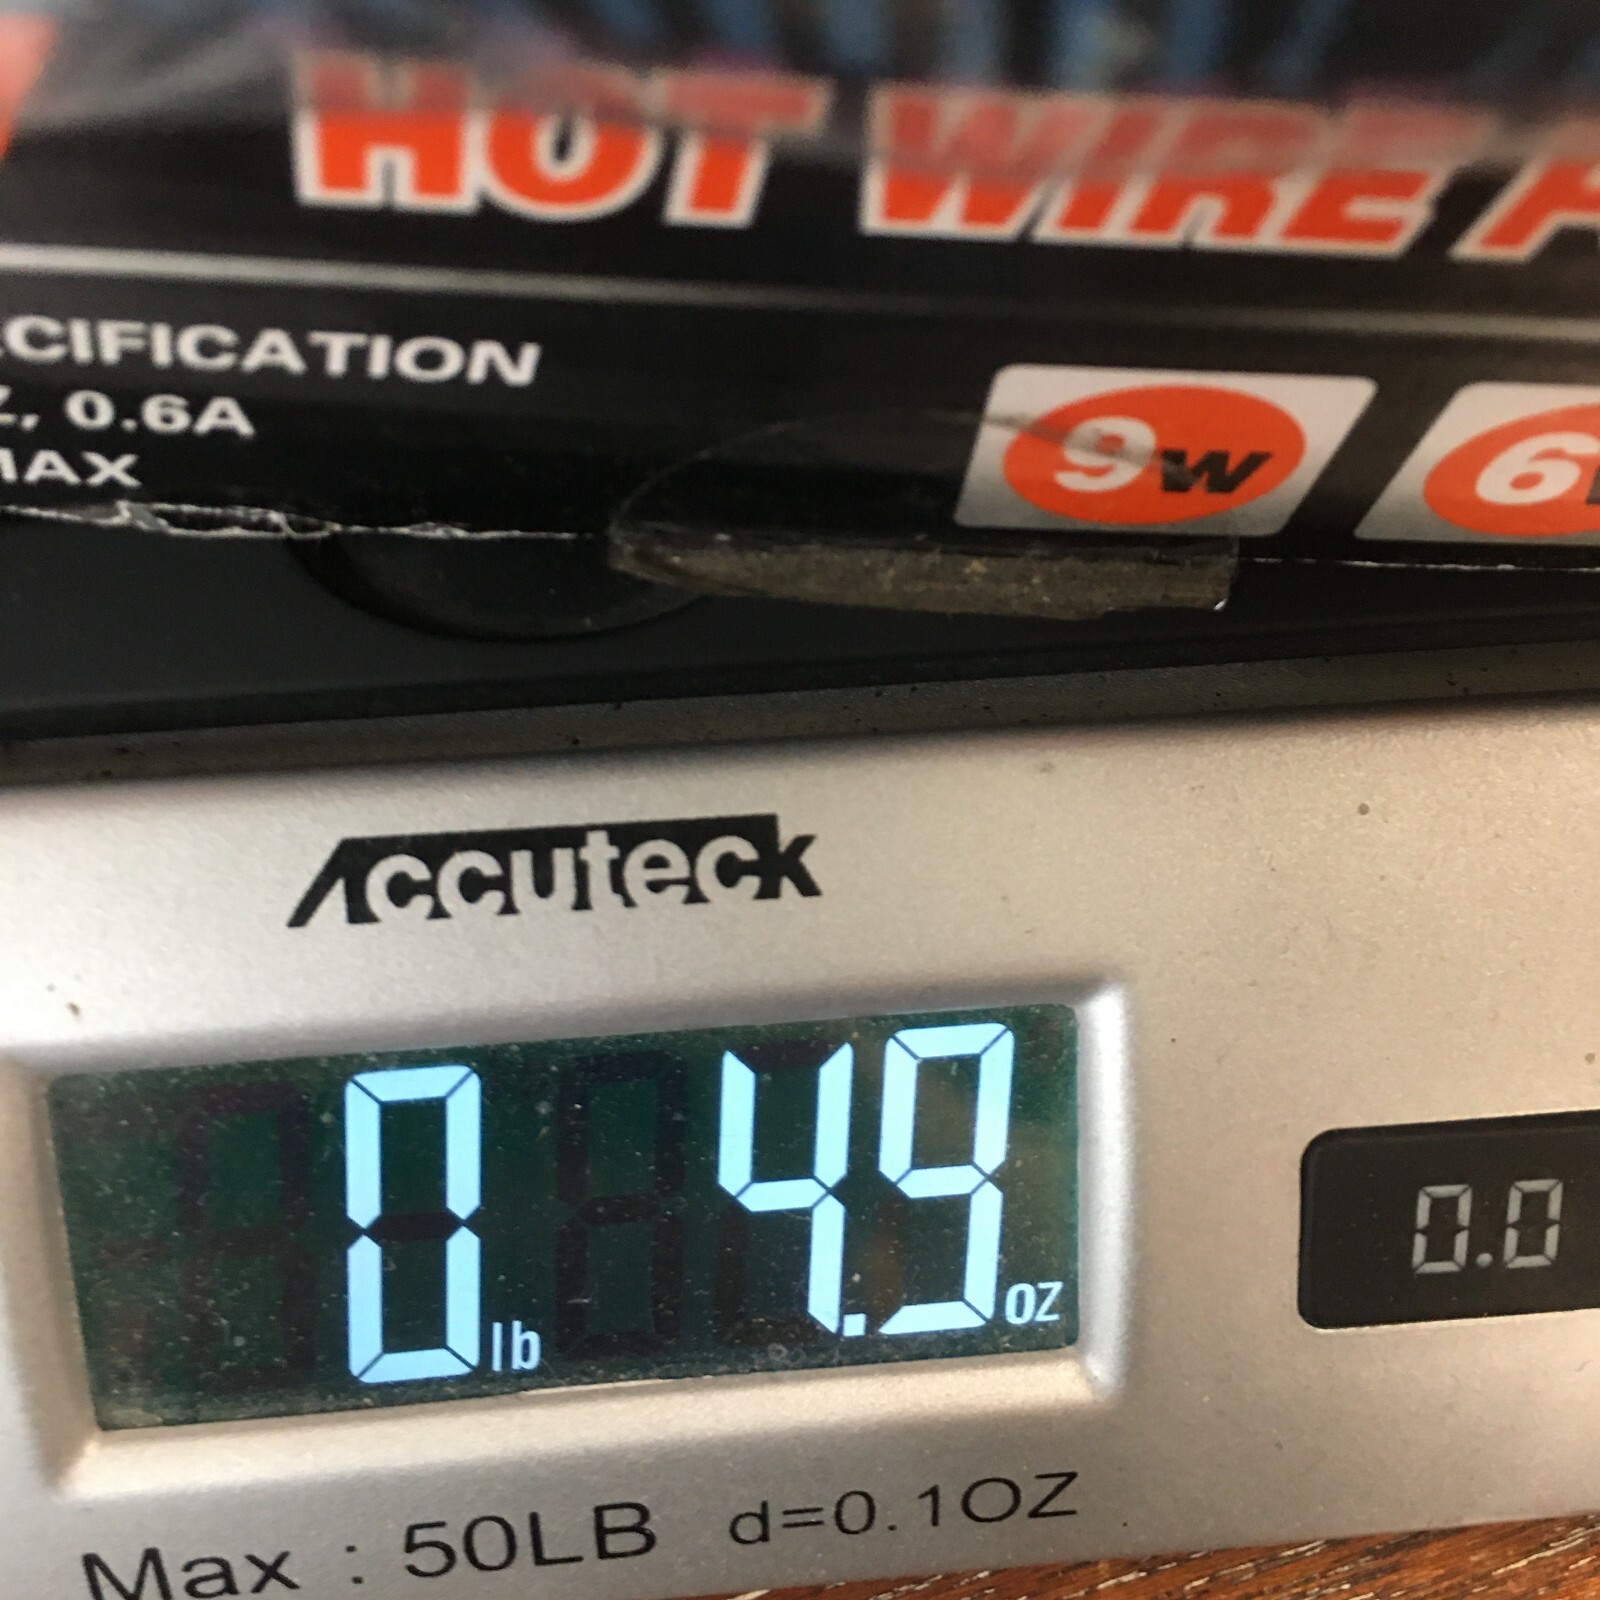 HOT WIRE
CIFICATION
Z, 0.6A
MAX
9W
6
Accuteck
0 lb 4.9 oz
0.0
Max : 50LB d=0.1OZ